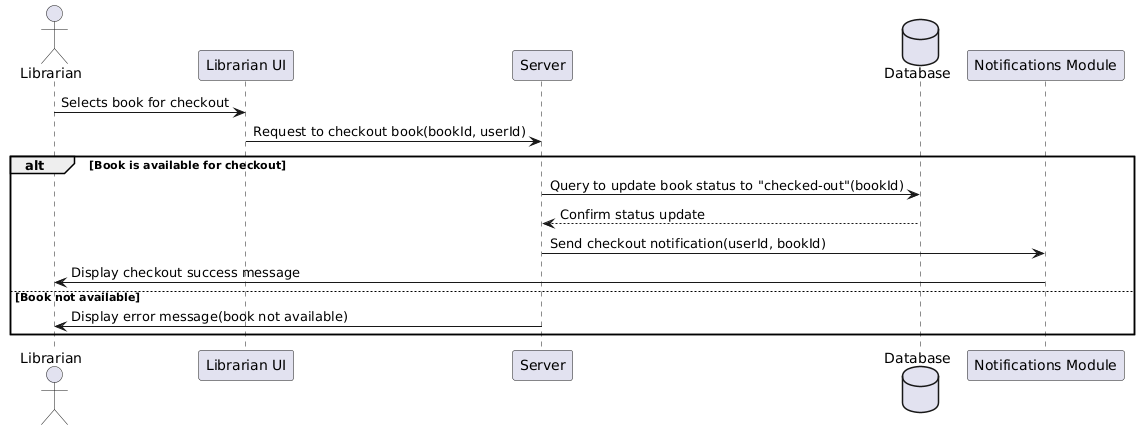 Librarian
Librarian UI
Server
Database
Notifications Module
Selects book for checkout
Request to checkout book(bookId, userId)
alt
[Book is available for checkout]
Query to update book status to "checked-out"(bookId)
Confirm status update
Send checkout notification(userId, bookId)
Display checkout success message
[Book not available]
Display error message(book not available)
Librarian
Librarian UI
Server
Database
Notifications Module